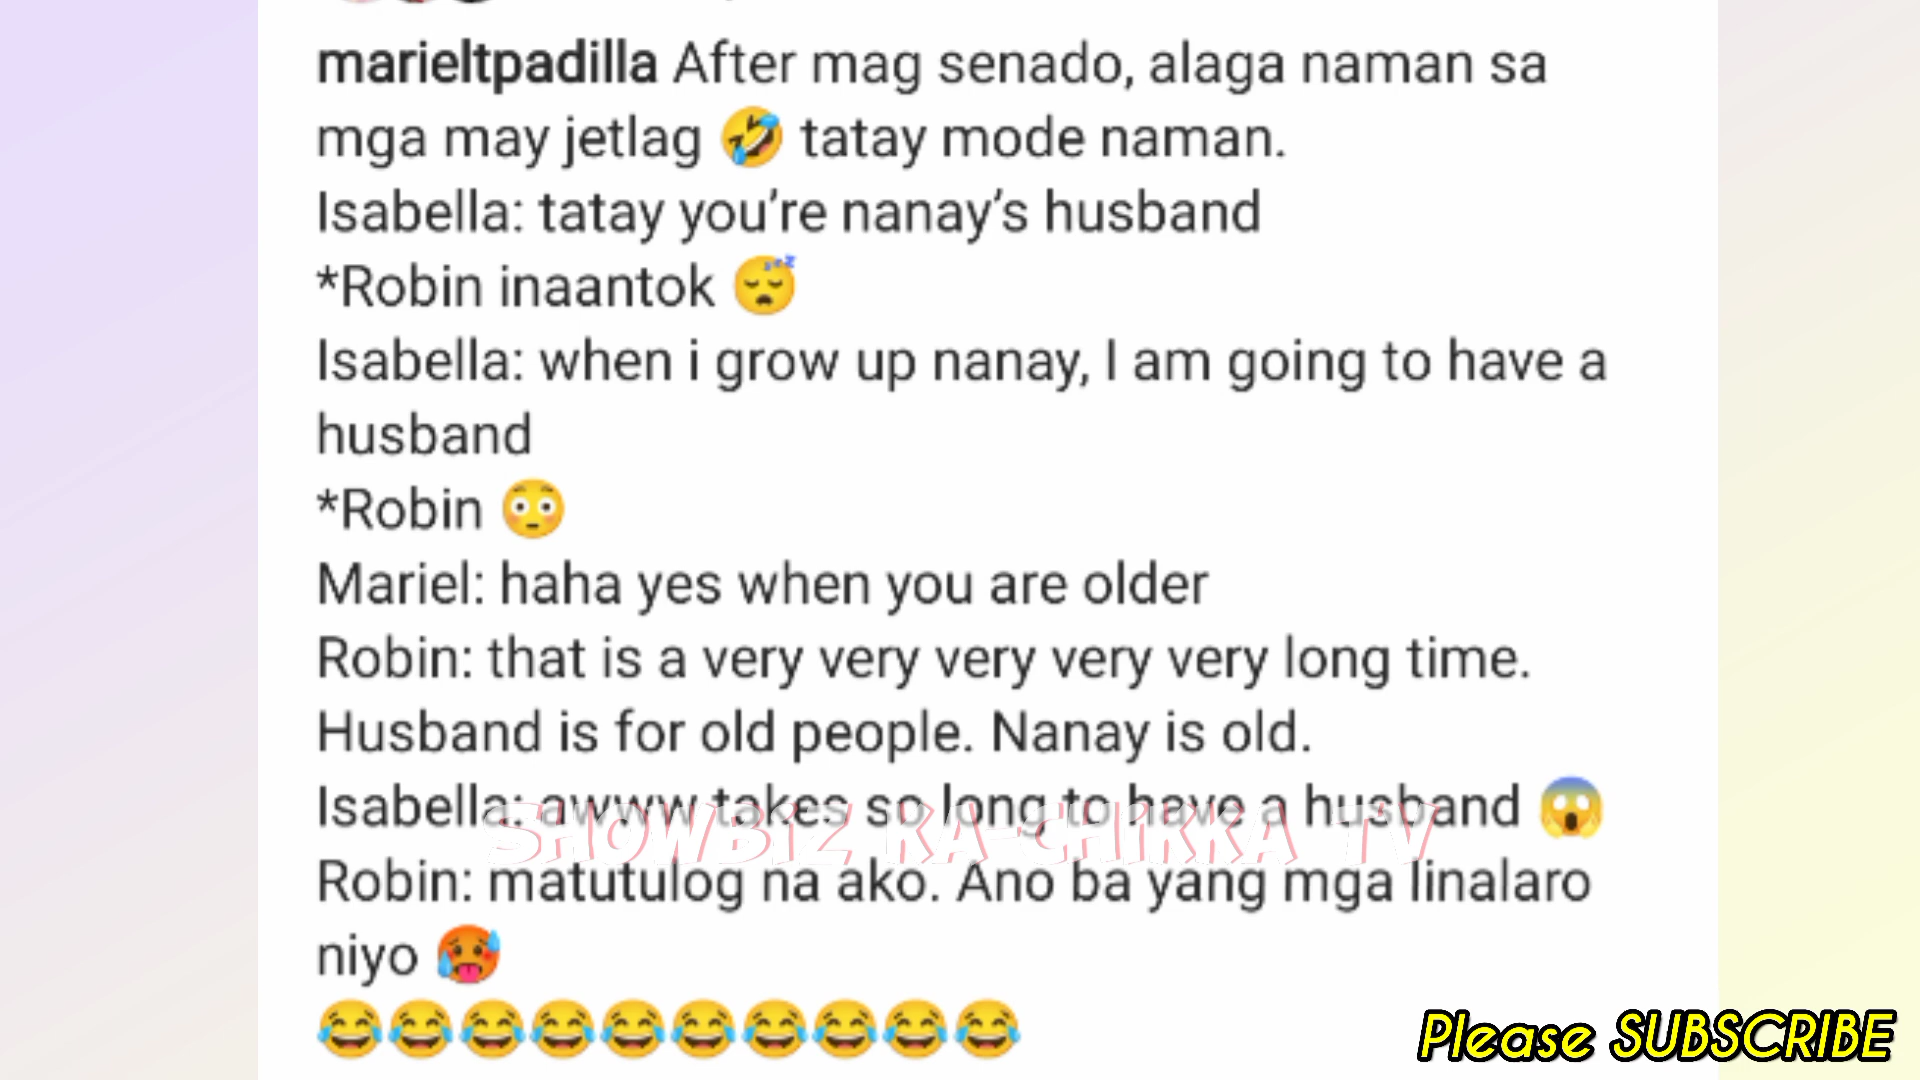 marieltpadilla After mag senado, alaga naman sa
mga may jetlag 🤣 tatay mode naman.
Isabella: tatay you’re nanay’s husband
*Robin inaantok 😴
Isabella: when i grow up nanay, I am going to have a
husband
*Robin 😳
Mariel: haha yes when you are older
Robin: that is a very very very very very long time.
Husband is for old people. Nanay is old.
Isabella: awww takes so long to have a husband 😱
SHOWBIZ KA-CHIKKA TV
Robin: matutulog na ako. Ano ba yang mga linalaro
niyo 🥵
😂😂😂😂😂😂😂😂😂😂
Please SUBSCRIBE